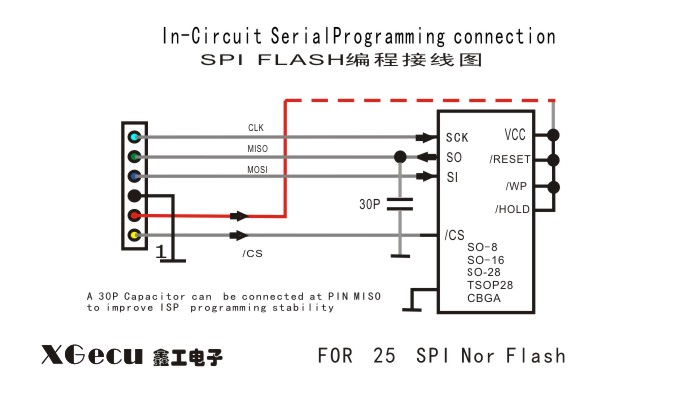 In-Circuit SerialProgramming connection
SPI FLASH编程接线图
CLK
SCK
VCC
MISO
SO
/RESET
MOSI
SI
/WP
30P
/HOLD
1
/CS
/CS
SO-8
SO-16
SO-28
TSOP28
CBGA
A 30P Capacitor can be connected at PIN MISO
to improve ISP programming stability
XGecu 鑫工电子
FOR 25 SPI Nor Flash